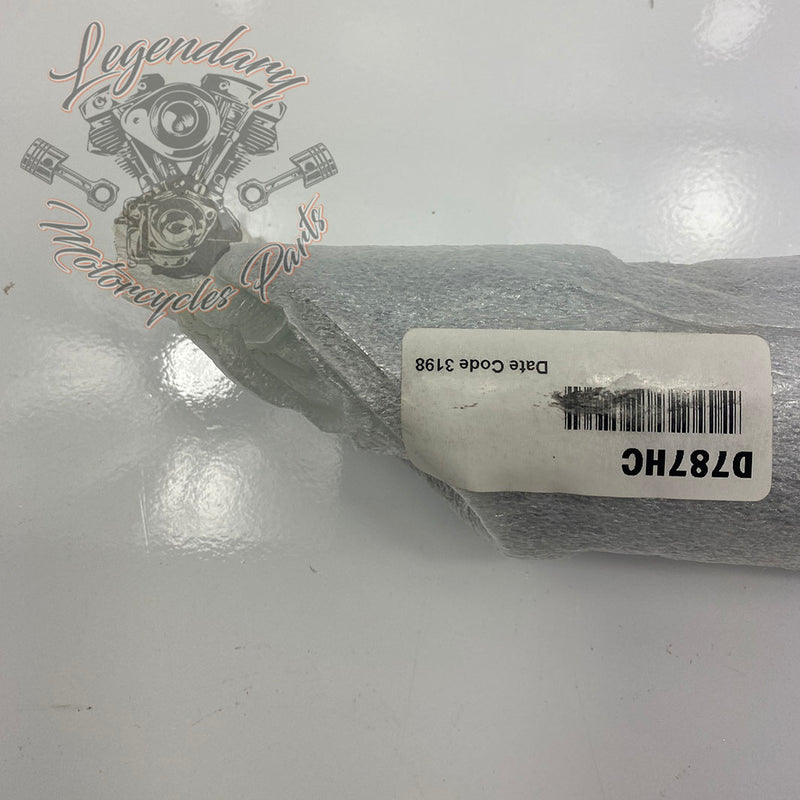 Legendary
Motorcycles Parts
D787HC
Date Code 3198